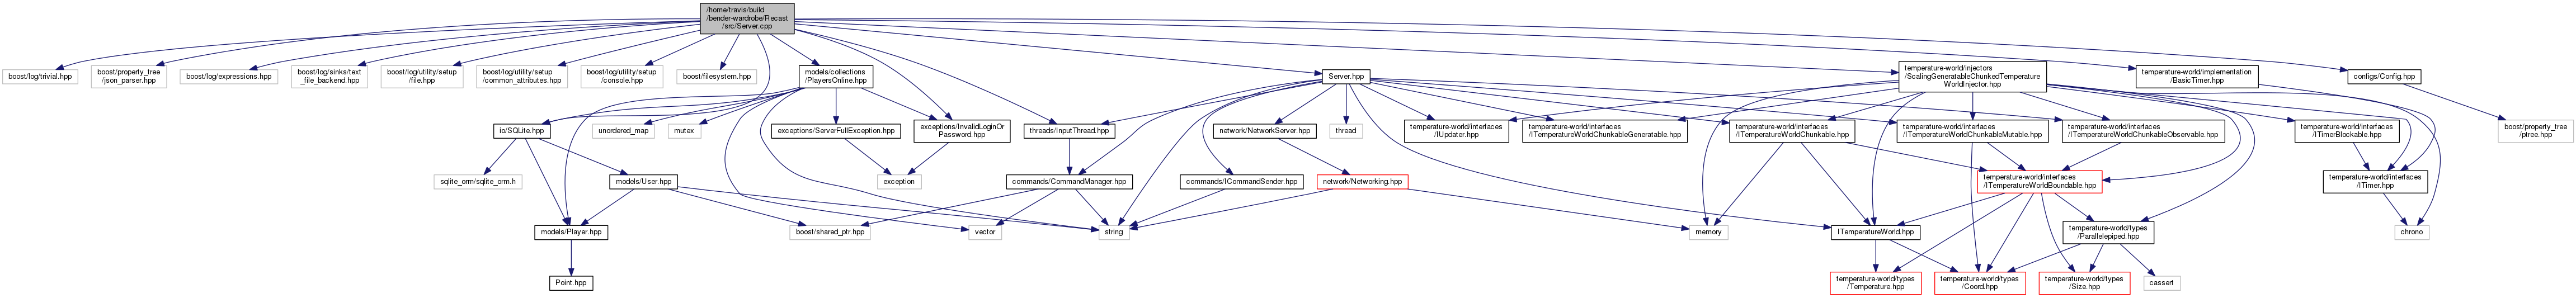 /home/travis/build
/bender-wardrobe/Recast
/src/Server.cpp
boost/log/trivial.hpp
boost/property_tree
/json_parser.hpp
boost/log/expressions.hpp
boost/log/sinks/text
_file_backend.hpp
boost/log/utility/setup
/file.hpp
boost/log/utility/setup
/common_attributes.hpp
boost/log/utility/setup
/console.hpp
boost/filesystem.hpp
models/collections
/PlayersOnline.hpp
Server.hpp
temperature-world/injectors
/ScalingGeneratableChunkedTemperature
WorldInjector.hpp
temperature-world/implementation
/BasicTimer.hpp
configs/Config.hpp
io/SQLite.hpp
unordered_map
mutex
exceptions/ServerFullException.hpp
exceptions/InvalidLoginOr
Password.hpp
threads/InputThread.hpp
network/NetworkServer.hpp
thread
temperature-world/interfaces
/IUpdater.hpp
temperature-world/interfaces
/ITemperatureWorldChunkableGeneratable.hpp
temperature-world/interfaces
/ITemperatureWorldChunkable.hpp
temperature-world/interfaces
/ITemperatureWorldChunkableMutable.hpp
temperature-world/interfaces
/ITemperatureWorldChunkableObservable.hpp
temperature-world/interfaces
/ITimerBlockable.hpp
boost/property_tree
/ptree.hpp
sqlite_orm/sqlite_orm.h
models/User.hpp
exception
commands/CommandManager.hpp
commands/ICommandSender.hpp
network/Networking.hpp
temperature-world/interfaces
/ITemperatureWorldBoundable.hpp
temperature-world/interfaces
/ITimer.hpp
models/Player.hpp
boost/shared_ptr.hpp
vector
string
memory
ITemperatureWorld.hpp
temperature-world/types
/Parallelepiped.hpp
chrono
Point.hpp
temperature-world/types
/Temperature.hpp
temperature-world/types
/Coord.hpp
temperature-world/types
/Size.hpp
cassert